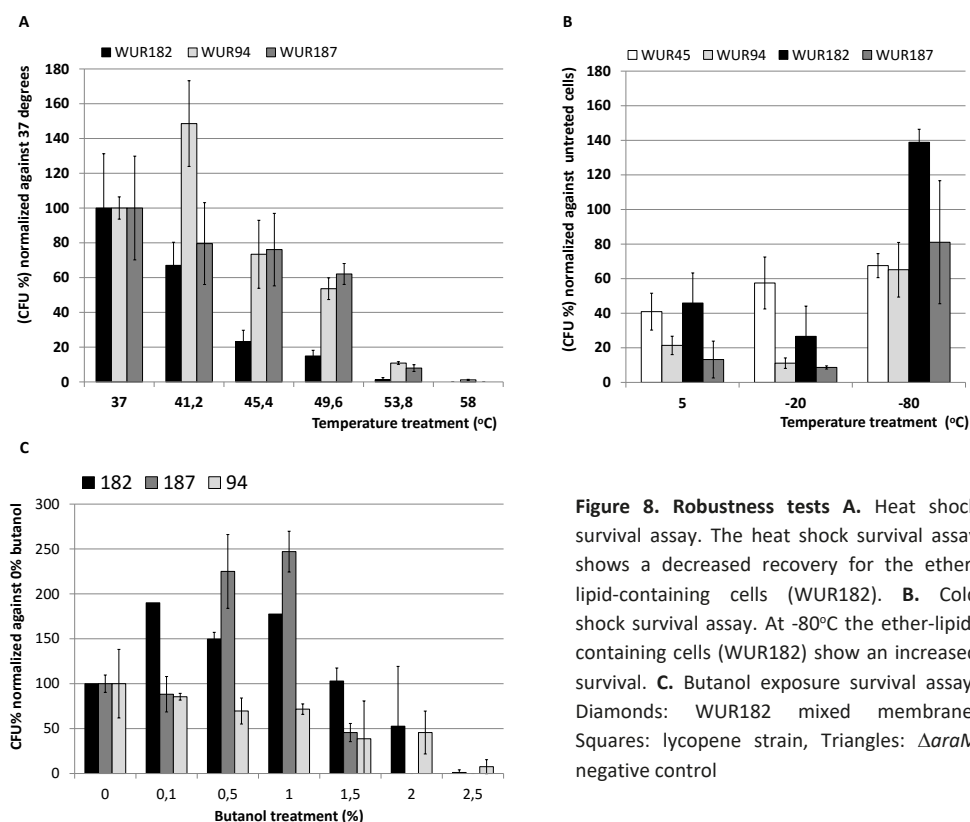 A
WUR182 WUR94 WUR187
(CFU %) normalized against 37 degrees
180
160
140
120
100
80
60
40
20
0
37 41,2 45,4 49,6 53,8 58
Temperature treatment (ºC)
B
WUR45 WUR94 WUR182 WUR187
(CFU %) normalized against untreted cells
180
160
140
120
100
80
60
40
20
0
5 -20 -80
Temperature treatment (ºC)
C
182 187 94
CFU% normalized against 0% butanol
300
250
200
150
100
50
0
0 0,1 0,5 1 1,5 2 2,5
Butanol treatment (%)
Figure 8. Robustness tests A. Heat shock
survival assay. The heat shock survival assay
shows a decreased recovery for the ether-
lipid-containing cells (WUR182). B. Cold
shock survival assay. At -80ºC the ether-lipid-
containing cells (WUR182) show an increased
survival. C. Butanol exposure survival assay.
Diamonds: WUR182 mixed membrane,
Squares: lycopene strain, Triangles: ΔaraM
negative control